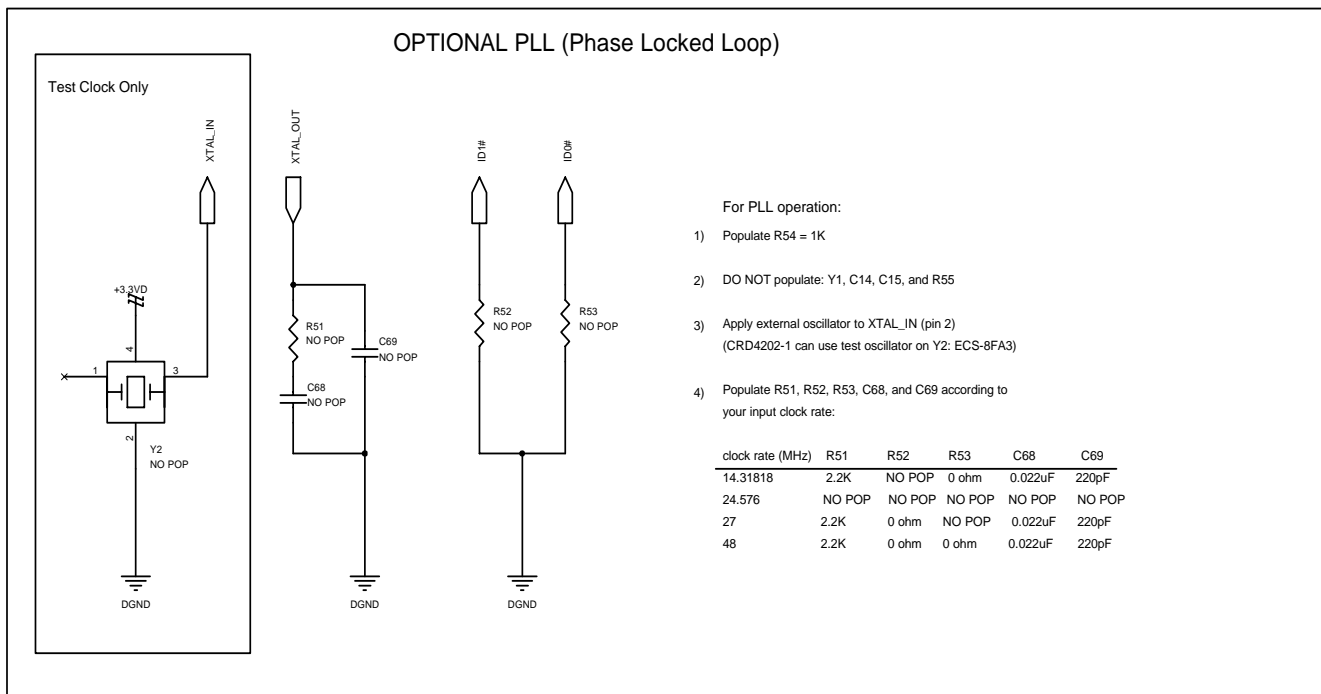 OPTIONAL PLL (Phase Locked Loop)
Test Clock Only
XTAL_IN
+3.3VD
4
1
3
2
Y2
NO POP
DGND
XTAL_OUT
R51
NO POP
C69
NO POP
C68
NO POP
DGND
ID1#
ID0#
R52
NO POP
R53
NO POP
DGND
For PLL operation:
1) Populate R54 = 1K
2) DO NOT populate: Y1, C14, C15, and R55
3) Apply external oscillator to XTAL_IN (pin 2)
(CRD4202-1 can use test oscillator on Y2: ECS-8FA3)
4) Populate R51, R52, R53, C68, and C69 according to
your input clock rate:
clock rate (MHz) R51 R52 R53 C68 C69
14.31818 2.2K NO POP 0 ohm 0.022uF 220pF
24.576 NO POP NO POP NO POP NO POP NO POP
27 2.2K 0 ohm NO POP 0.022uF 220pF
48 2.2K 0 ohm 0 ohm 0.022uF 220pF